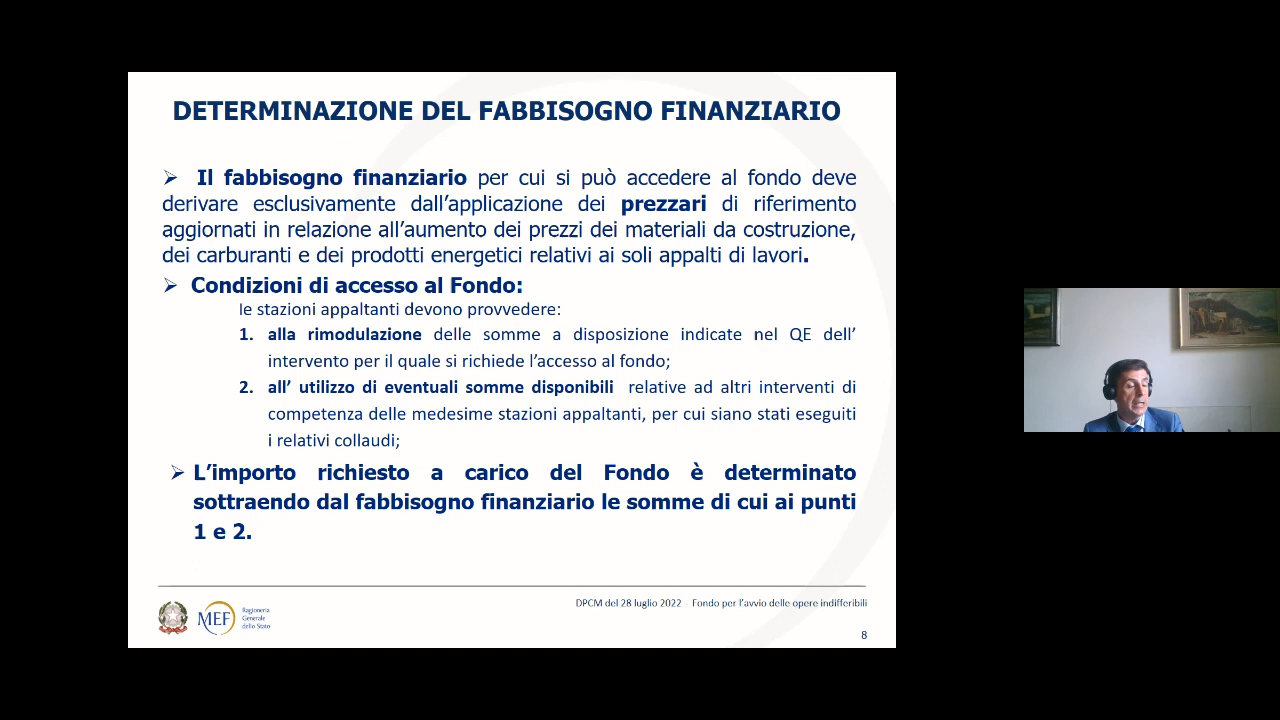 DETERMINAZIONE DEL FABBISOGNO FINANZIARIO
➢ Il fabbisogno finanziario per cui si può accedere al fondo deve
derivare esclusivamente dall’applicazione dei prezzari di riferimento
aggiornati in relazione all’aumento dei prezzi dei materiali da costruzione,
dei carburanti e dei prodotti energetici relativi ai soli appalti di lavori.
➢ Condizioni di accesso al Fondo:
le stazioni appaltanti devono provvedere:
1. alla rimodulazione delle somme a disposizione indicate nel QE dell’
intervento per il quale si richiede l’accesso al fondo;
2. all’ utilizzo di eventuali somme disponibili relative ad altri interventi di
competenza delle medesime stazioni appaltanti, per cui siano stati eseguiti
i relativi collaudi;
➢ L’importo richiesto a carico del Fondo è determinato
sottraendo dal fabbisogno finanziario le somme di cui ai punti
1 e 2.
MEF
Ragioneria
Generale
dello Stato
DPCM del 28 luglio 2022 Fondo per l’avvio delle opere indifferibili
8